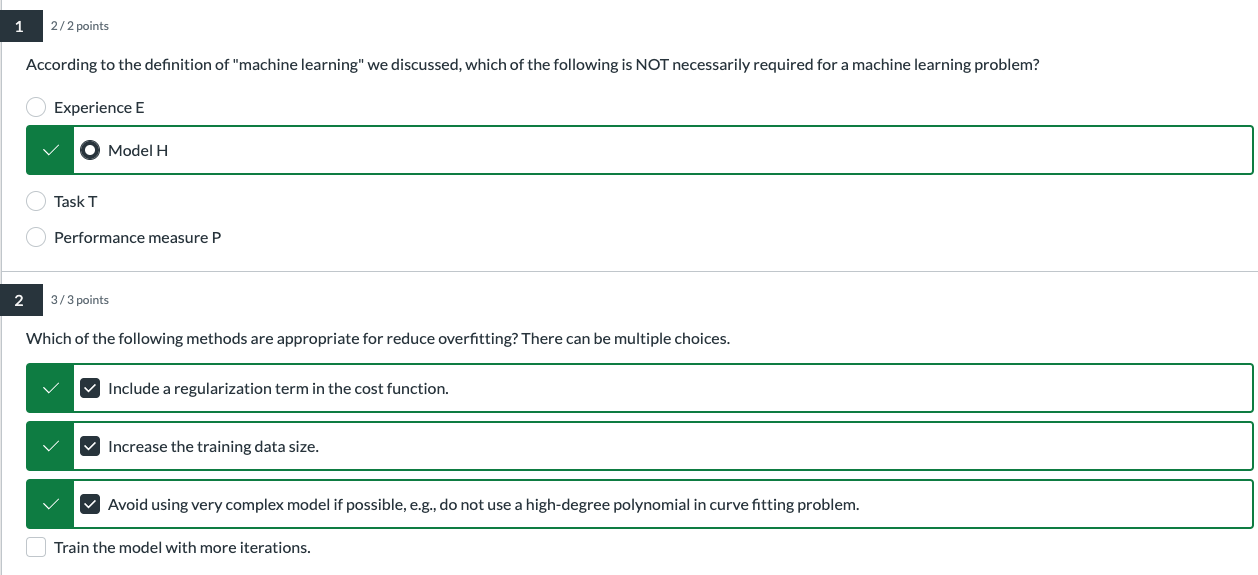 1
2 / 2 points
According to the definition of "machine learning" we discussed, which of the following is NOT necessarily required for a machine learning problem?
Experience E
Model H
Task T
Performance measure P
2
3 / 3 points
Which of the following methods are appropriate for reduce overfitting? There can be multiple choices.
Include a regularization term in the cost function.
Increase the training data size.
Avoid using very complex model if possible, e.g., do not use a high-degree polynomial in curve fitting problem.
Train the model with more iterations.